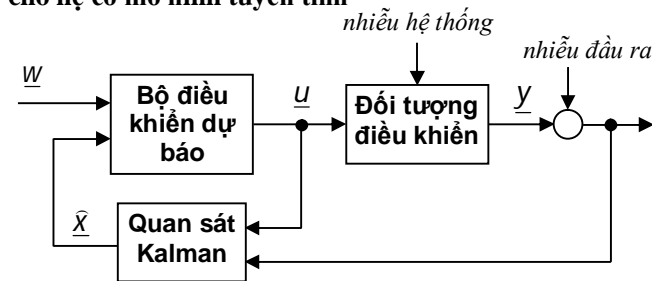 cho hệ có mô hình tuyến tính
nhiễu hệ thống
nhiễu đầu ra
w
Bộ điều
khiển dự
báo
u
Đối tượng
điều khiển
y
x̂
Quan sát
Kalman